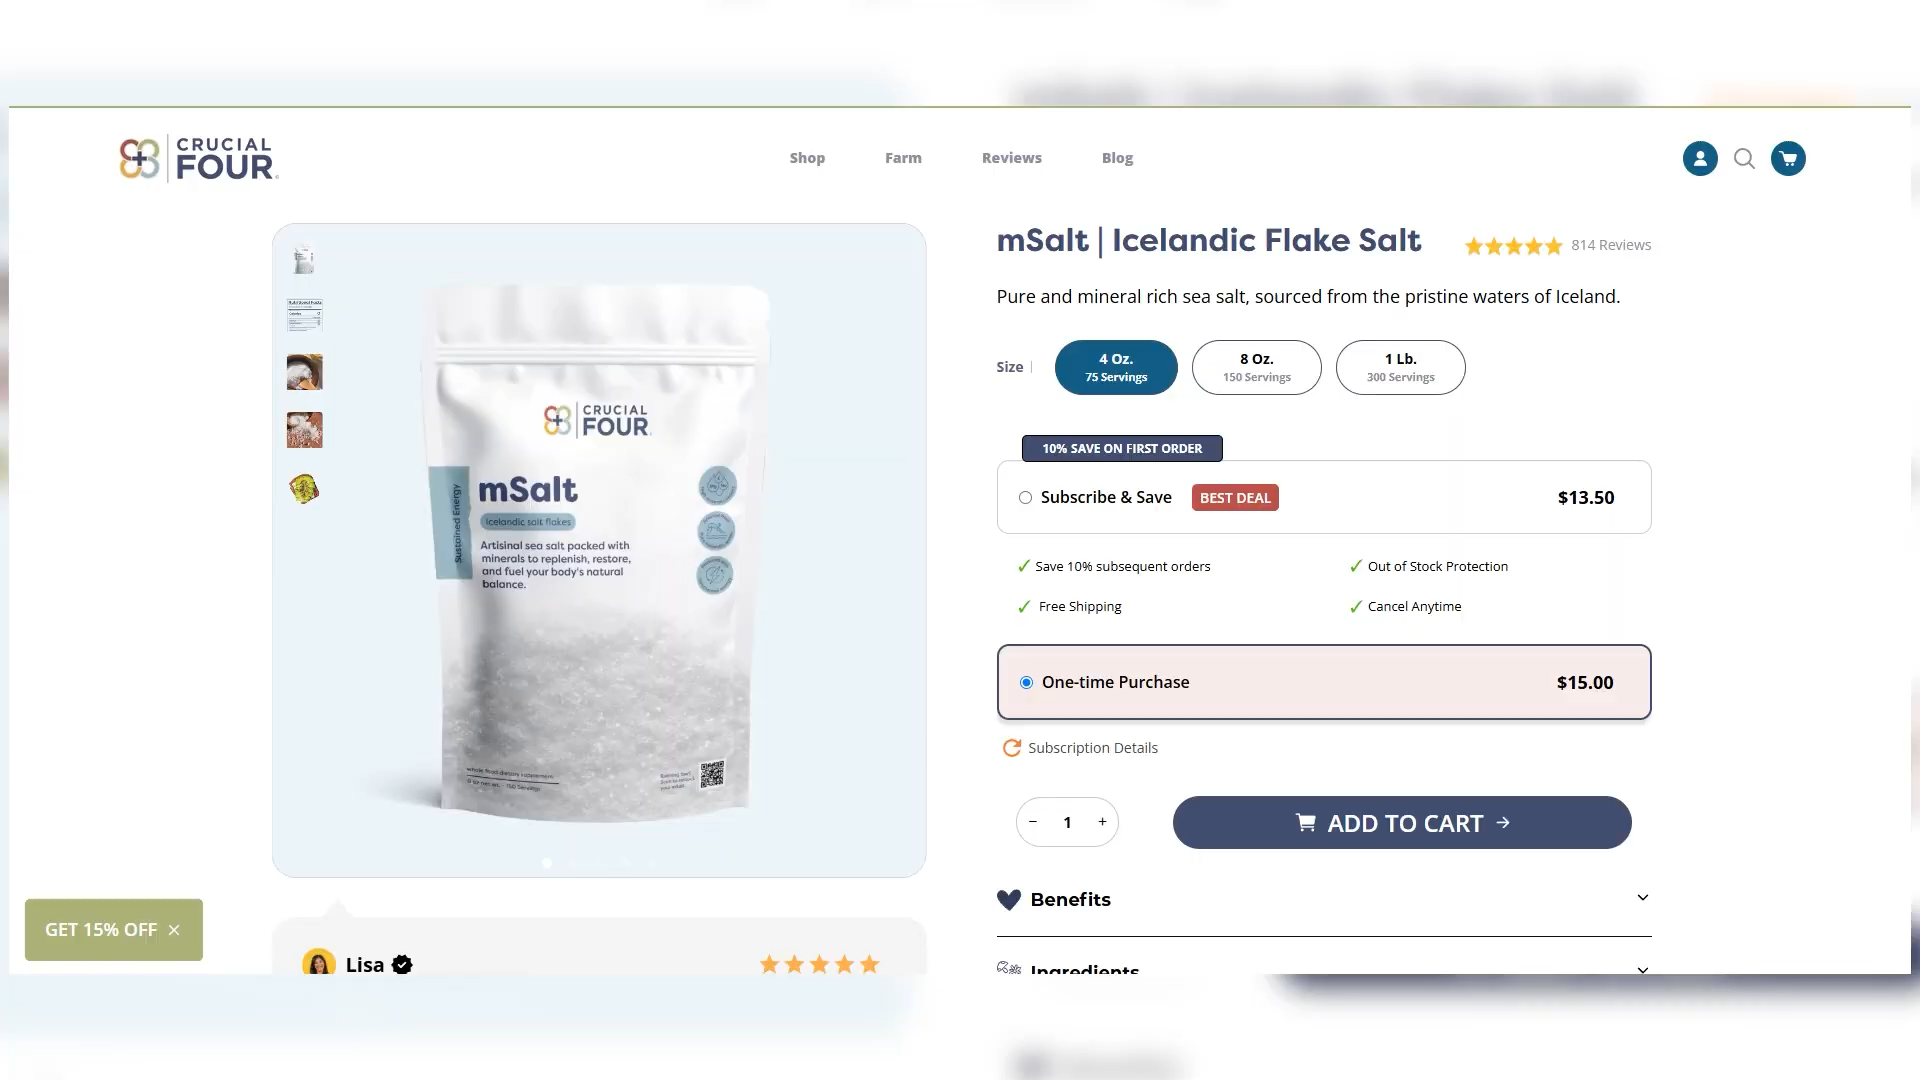 CRUCIAL
FOUR
Shop
Farm
Reviews
Blog
mSalt | Icelandic Flake Salt
814 Reviews
Pure and mineral rich sea salt, sourced from the pristine waters of Iceland.
Size
4 Oz.
75 Servings
8 Oz.
150 Servings
1 Lb.
300 Servings
10% SAVE ON FIRST ORDER
Subscribe & Save
BEST DEAL
$13.50
✓ Save 10% subsequent orders
✓ Out of Stock Protection
✓ Free Shipping
✓ Cancel Anytime
One-time Purchase
$15.00
Subscription Details
− 1 +
ADD TO CART →
Benefits
Ingredients
CRUCIAL
FOUR
Sustained Energy
mSalt
Icelandic salt flakes
Artisinal sea salt packed with
minerals to replenish, restore,
and fuel your body's natural
balance.
whole food dietary supplement
GET 15% OFF ×
Lisa